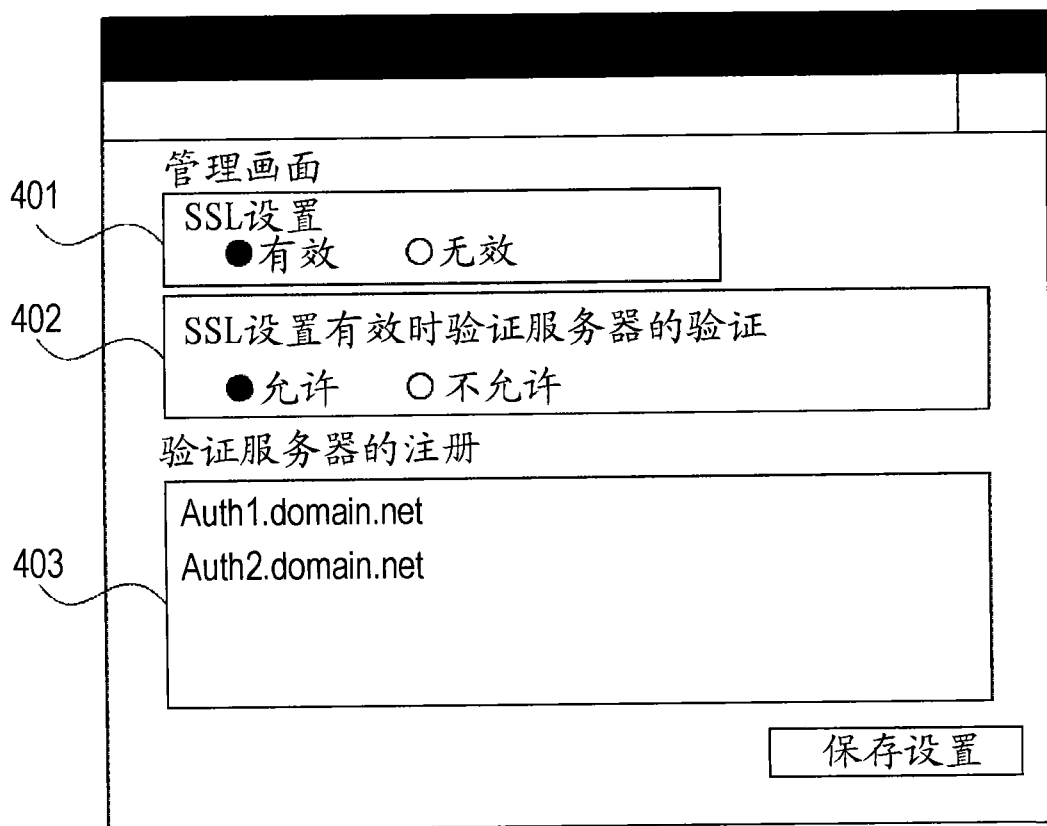 管理画面
401
SSL设置
●有效 ○无效
402
SSL设置有效时验证服务器的验证
●允许 ○不允许
验证服务器的注册
Auth1.domain.net
403
Auth2.domain.net
保存设置